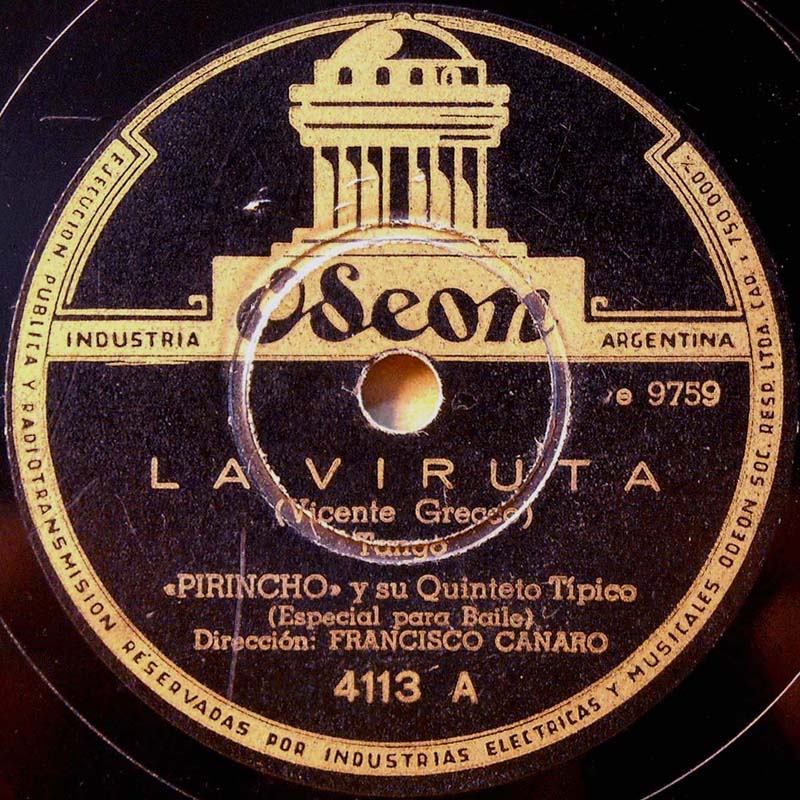 Odeon
INDUSTRIA ARGENTINA
e 9759
LA VIRUTA
(Vicente Grecco)
Tango
«PIRINCHO» y su Quinteto Típico
(Especial para Baile)
Dirección: FRANCISCO CANARO
4113 A
EJECUCION PUBLICA Y RADIOTRANSMISION RESERVADAS POR INDUSTRIAS ELECTRICAS Y MUSICALES ODEON SOC. RESP. LTDA. CAP. $ 750.000%